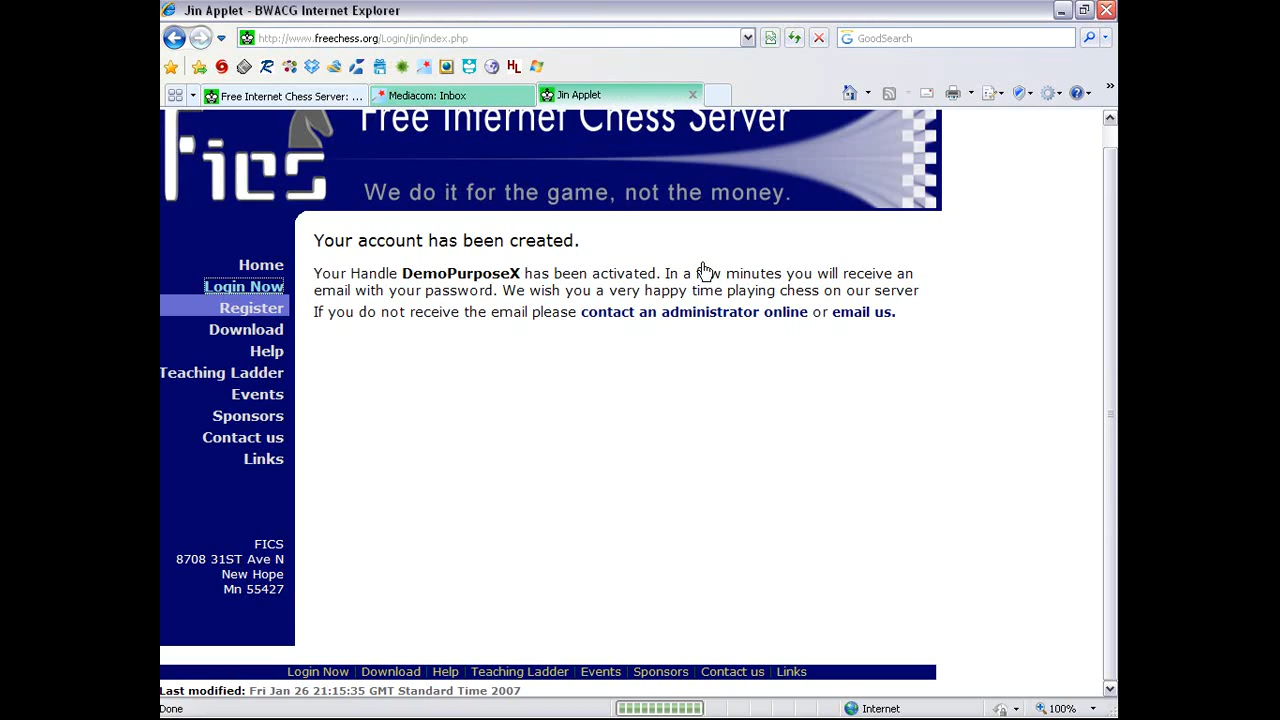 Jin Applet - BWACG Internet Explorer
http://www.freechess.org/Login/jin/index.php
GoodSearch
R
HL
Free Internet Chess Server: ...
Mediacom: Inbox
Jin Applet
Free Internet Chess Server
Fics
We do it for the game, not the money.
Your account has been created.
Your Handle DemoPurposeX has been activated. In a few minutes you will receive an
email with your password. We wish you a very happy time playing chess on our server
If you do not receive the email please contact an administrator online or email us.
Home
Login Now
Register
Download
Help
Teaching Ladder
Events
Sponsors
Contact us
Links
FICS
8708 31ST Ave N
New Hope
Mn 55427
Login Now | Download | Help | Teaching Ladder | Events | Sponsors | Contact us | Links
Last modified: Fri Jan 26 21:15:35 GMT Standard Time 2007
Done
Internet
100%